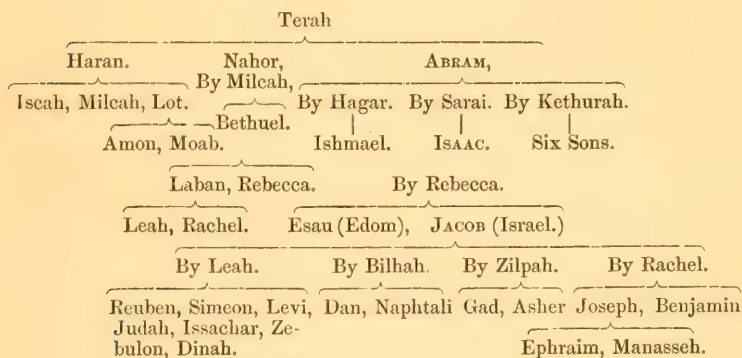 Terah
Haran. Nahor, ABRAM,
By Milcah,
Iscah, Milcah, Lot. By Hagar. By Sarai. By Kethurah.
Bethuel.
Amon, Moab. Ishmael. ISAAC. Six Sons.
Laban, Rebecca. By Rebecca.
Leah, Rachel. Esau (Edom), JACOB (Israel.)
By Leah. By Bilhah. By Zilpah. By Rachel.
Reuben, Simeon, Levi, Dan, Naphtali Gad, Asher Joseph, Benjamin
Judah, Issachar, Ze-
bulon, Dinah. Ephraim, Manasseh.